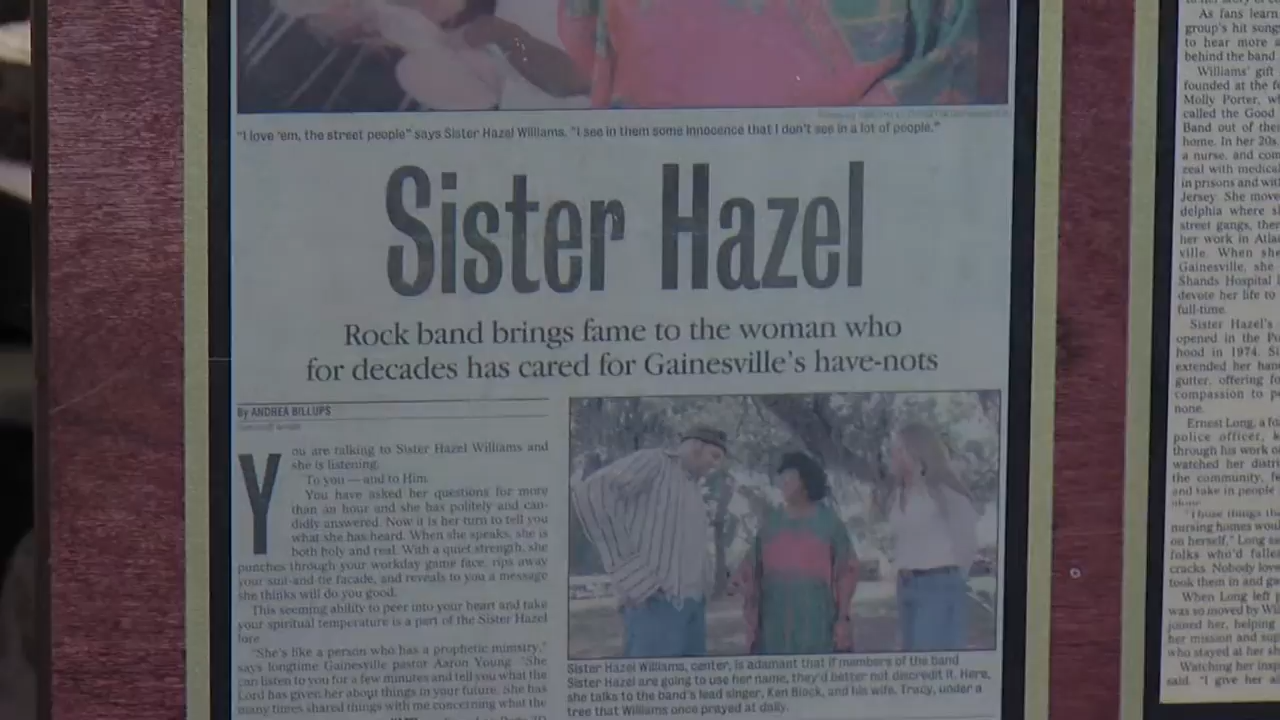 "I love 'em, the street people" says Sister Hazel Williams. "I see in them some innocence that I don't see in a lot of people."
Sister Hazel
Rock band brings fame to the woman who
for decades has cared for Gainesville's have-nots
By ANDREA BILLUPS
You are talking to Sister Hazel Williams and
she is listening.
To you — and to Him.
You have asked her questions for more
than an hour and she has politely and can-
didly answered. Now it is her turn to tell you
what she has heard. When she speaks, she is
both holy and real. With a quiet strength, she
punches through your workday game face, rips away
your suit-and-tie facade, and reveals to you a message
she thinks will do you good.
This seeming ability to peer into your heart and take
your spiritual temperature is a part of the Sister Hazel
lore.
"She's like a person who has a prophetic ministry,"
says longtime Gainesville pastor Aaron Young. "She
can listen to you for a few minutes and tell you what the
Lord has given her about things in your future. She has
many times shared things with me concerning what the
Sister Hazel Williams, center, is adamant that if members of the band
Sister Hazel are going to use her name, they'd better not discredit it. Here,
she talks to the band's lead singer, Ken Block, and his wife, Tracy, under a
tree that Williams once prayed at daily.
As fans learn
group's hit song
to hear more
behind the band
Williams' gift
founded at the
Molly Porter,
called the Good
Band out of the
home. In her 20s
a nurse, and
zeal with medica
in prisons and
Jersey. She move
delphia where
street gangs,
her work in
ville. When she
Gainesville, she
Shands Hospital
devote her life to
full-time.
Sister Hazel's
opened in the
hood in 1974.
extended her
gutter, offering
compassion to
none.
Ernest Long, a
police officer,
through his work
watched her
the community,
and take in people
"Those things
nursing homes
on herself," Long
folks who'd
cracks. Nobody
took them in and
When Long left
was so moved by
joined her, helping
her mission and
who stayed at her
Watching her
said. "I give her